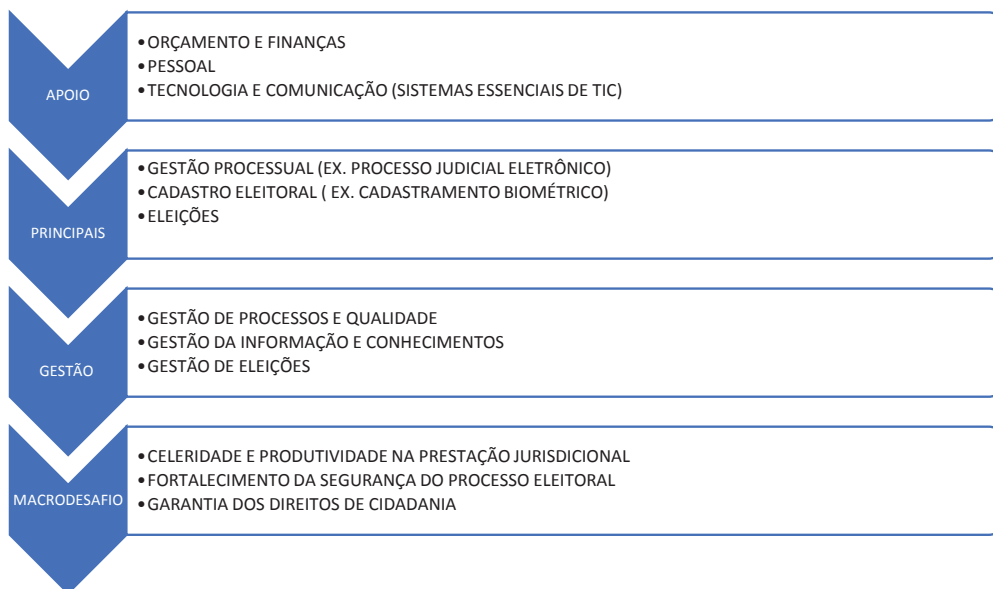 APOIO
•ORÇAMENTO E FINANÇAS
•PESSOAL
•TECNOLOGIA E COMUNICAÇÃO (SISTEMAS ESSENCIAIS DE TIC)
PRINCIPAIS
•GESTÃO PROCESSUAL (EX. PROCESSO JUDICIAL ELETRÔNICO)
•CADASTRO ELEITORAL ( EX. CADASTRAMENTO BIOMÉTRICO)
•ELEIÇÕES
GESTÃO
•GESTÃO DE PROCESSOS E QUALIDADE
•GESTÃO DA INFORMAÇÃO E CONHECIMENTOS
•GESTÃO DE ELEIÇÕES
MACRODESAFIO
•CELERIDADE E PRODUTIVIDADE NA PRESTAÇÃO JURISDICIONAL
•FORTALECIMENTO DA SEGURANÇA DO PROCESSO ELEITORAL
•GARANTIA DOS DIREITOS DE CIDADANIA